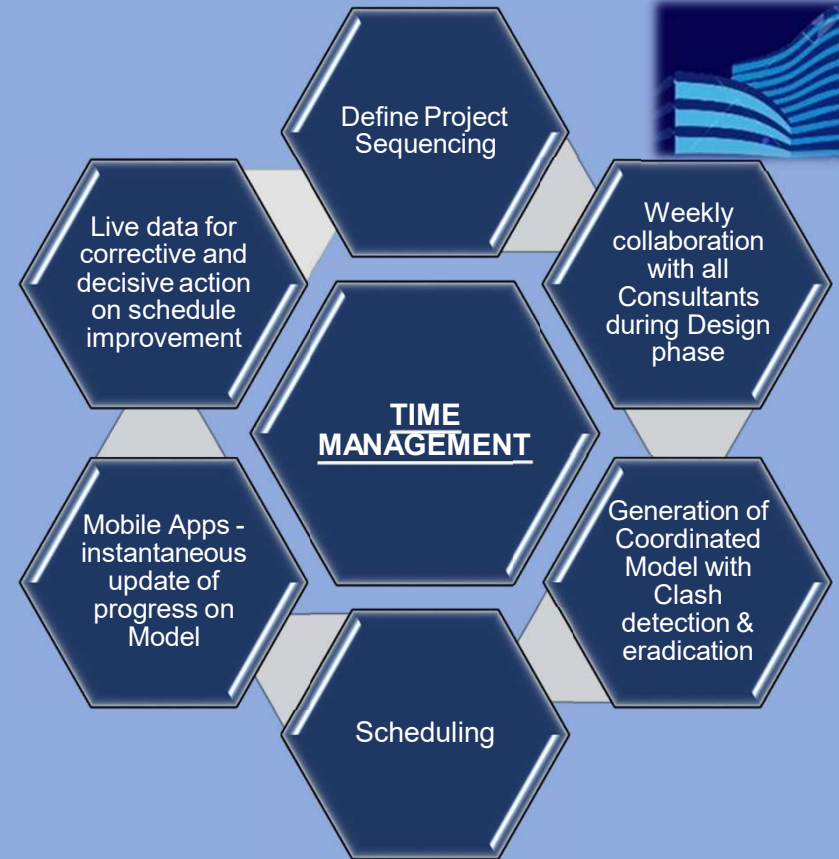 Define Project
Sequencing
Weekly
collaboration
with all
Consultants
during Design
phase
Generation of
Coordinated
Model with
Clash
detection &
eradication
Scheduling
Mobile Apps -
instantaneous
update of
progress on
Model
Live data for
corrective and
decisive action
on schedule
improvement
TIME
MANAGEMENT